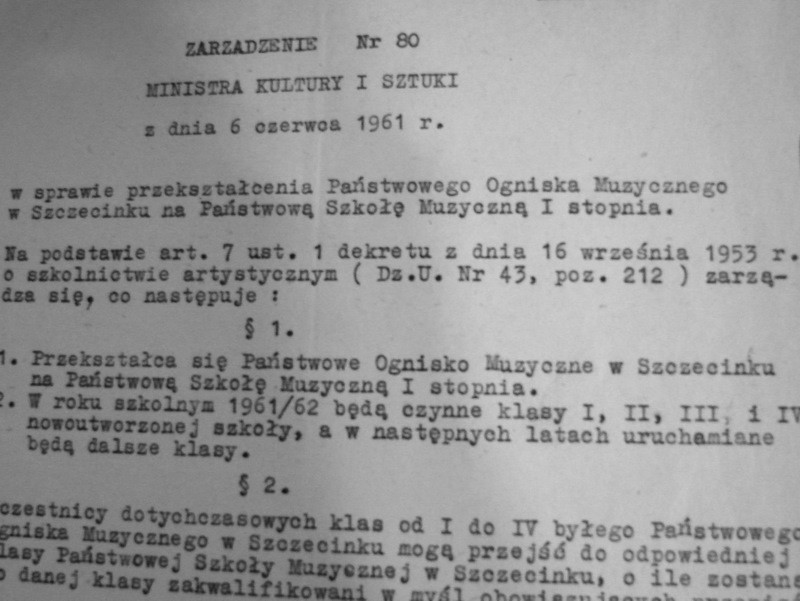 ZARZADZENIE Nr 80
MINISTRA KULTURY I SZTUKI
z dnia 6 czerwca 1961 r.
w sprawie przekształcenia Państwowego Ogniska Muzycznego
w Szczecinku na Państwową Szkołę Muzyczną I stopnia.
Na podstawie art. 7 ust. 1 dekretu z dnia 16 września 1953 r.
o szkolnictwie artystycznym ( Dz.U. Nr 43, poz. 212 ) zarzą-
dza się, co następuje :
§ 1.
1. Przekształca się Państwowe Ognisko Muzyczne w Szczecinku
na Państwową Szkołę Muzyczną I stopnia.
2. W roku szkolnym 1961/62 będą czynne klasy I, II, III, i IV
nowoutworzonej szkoły, a w następnych latach uruchamiane
będą dalsze klasy.
§ 2.
czestnicy dotychczasowych klas od I do IV byłego Państwowego
gniska Muzycznego w Szczecinku mogą przejść do odpowiedniej
lasy Państwowej Szkoły Muzycznej w Szczecinku, o ile zostaną
o danej klasy zakwalifikowani w myśl obowiązujących